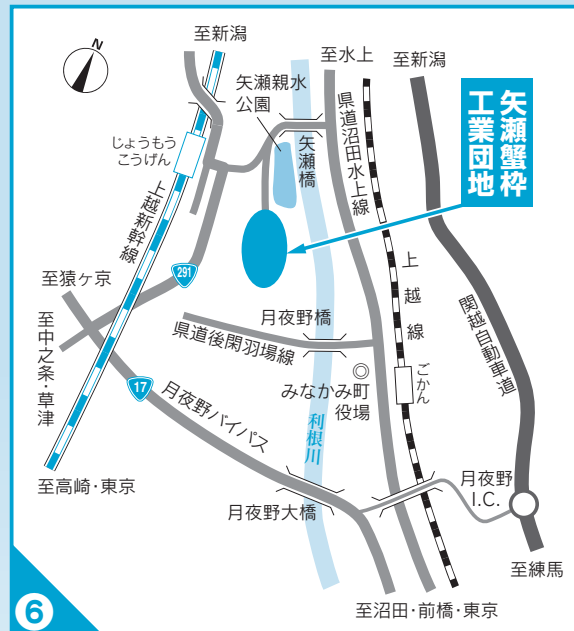 N
至新潟
至水上
至新潟
矢瀬親水
公園
矢瀬橋
県道沼田水上線
矢瀬蟹枠
工業団地
じょうもう
こうげん
上越新幹線
291
至猿ヶ京
至中之条・草津
上越線
関越自動車道
月夜野橋
県道後閑羽場線
ごかん
◎
みなかみ町
役場
17
月夜野バイパス
利根川
至高崎・東京
月夜野大橋
月夜野
I.C.
至練馬
至沼田・前橋・東京
6